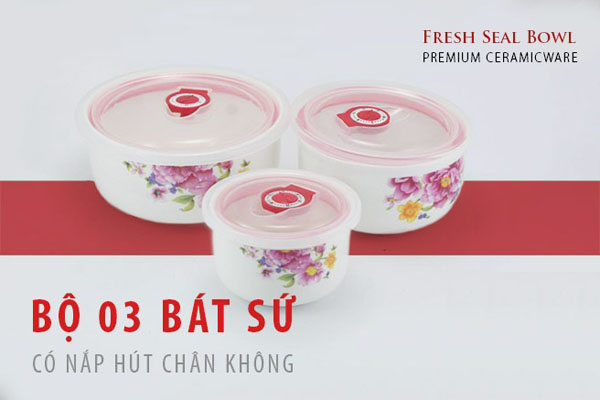 FRESH SEAL BOWL
PREMIUM CERAMICWARE
BỘ 03 BÁT SỨ
CÓ NẮP HÚT CHÂN KHÔNG